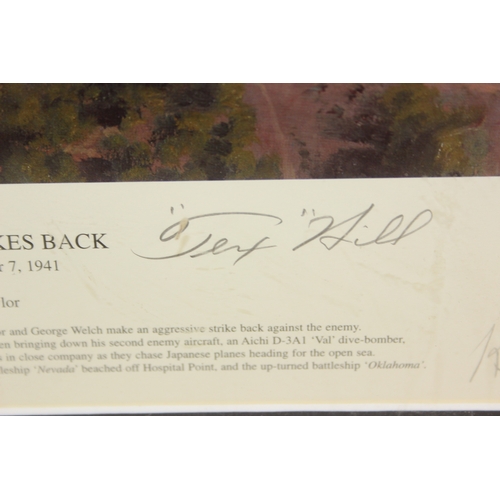 KES BACK
"Tex" Hill
r 7, 1941
lor
or and George Welch make an aggressive strike back against the enemy.
en bringing down his second enemy aircraft, an Aichi D-3A1 'Val' dive-bomber,
s in close company as they chase Japanese planes heading for the open sea.
tleship 'Nevada' beached off Hospital Point, and the up-turned battleship 'Oklahoma'.